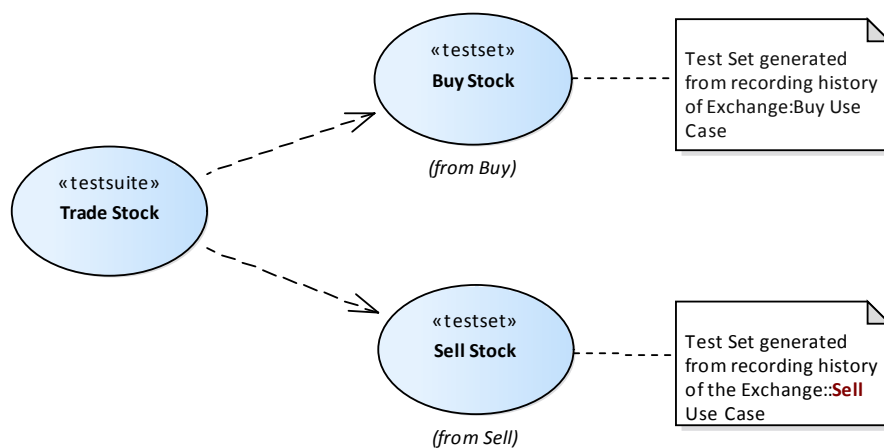 «testset»
Buy Stock
(from Buy)
Test Set generated
from recording history
of Exchange:Buy Use
Case
«testsuite»
Trade Stock
«testset»
Sell Stock
(from Sell)
Test Set generated
from recording history
of the Exchange::Sell
Use Case